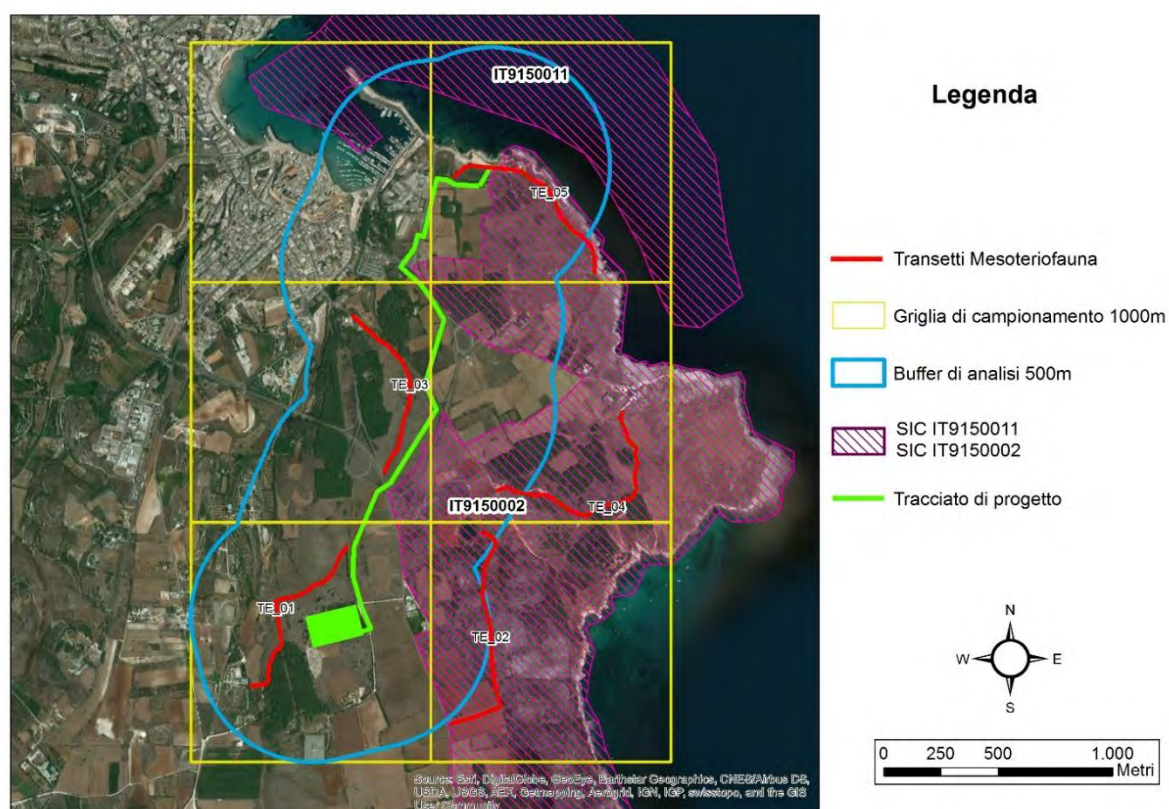 IT9150011
TE_05
TE_03
TE_04
IT9150002
TE_01
TE_02
Source: Esri, DigitalGlobe, GeoEye, Earthstar Geographics, CNES/Airbus DS,
USDA, USGS, AEX, Getmapping, Aerogrid, IGN, IGP, swisstopo, and the GIS
User Community
Legenda
Transetti Mesoteriofauna
Griglia di campionamento 1000m
Buffer di analisi 500m
SIC IT9150011
SIC IT9150002
Tracciato di progetto
N
W E
S
0 250 500 1.000
Metri